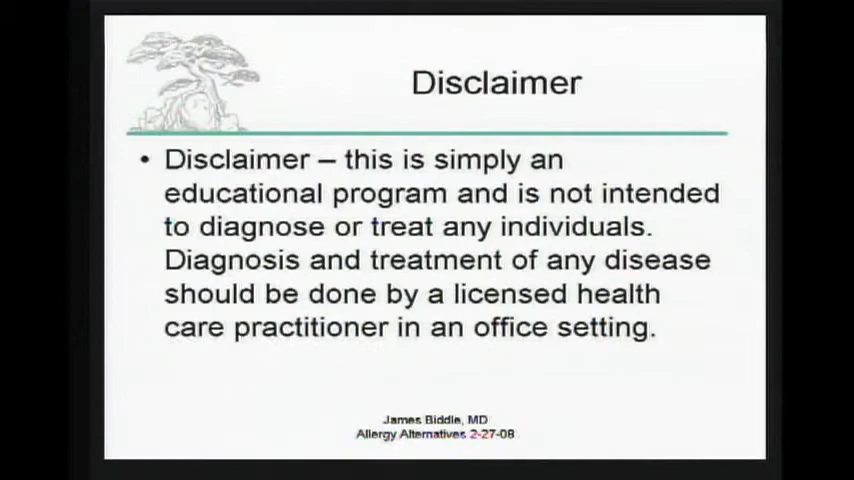 Disclaimer
• Disclaimer – this is simply an
educational program and is not intended
to diagnose or treat any individuals.
Diagnosis and treatment of any disease
should be done by a licensed health
care practitioner in an office setting.
James Biddle, MD
Allergy Alternatives 2-27-08